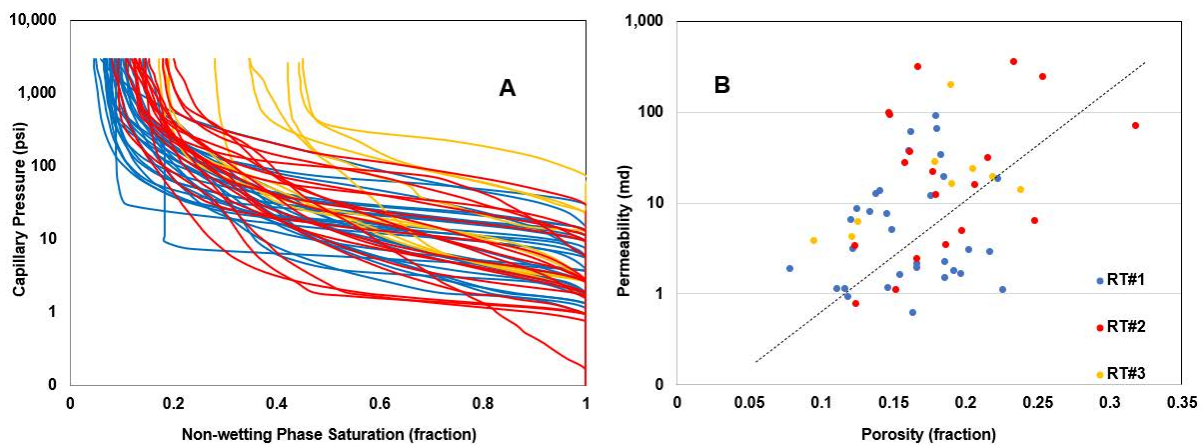 10,000
1,000
100
10
1
0
0
0.2
0.4
0.6
0.8
1
Capillary Pressure (psi)
Non-wetting Phase Saturation (fraction)
A
1,000
100
10
1
0
0
0.05
0.1
0.15
0.2
0.25
0.3
0.35
Permeability (md)
Porosity (fraction)
B
RT#1
RT#2
RT#3